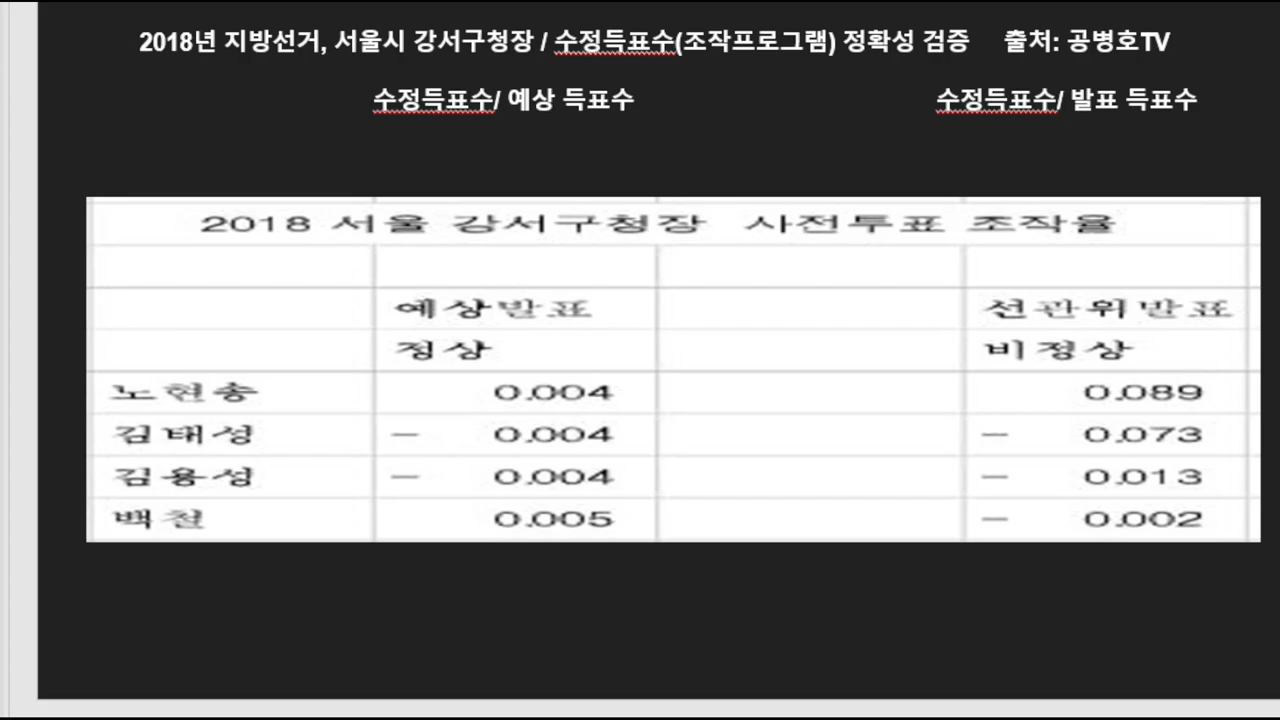 2018년 지방선거, 서울시 강서구청장 / 수정득표수(조작프로그램) 정확성 검증 출처: 공병호TV
수정득표수/ 예상 득표수 수정득표수/ 발표 득표수
2018 서울 강서구청장 사전투표 조작율
예상발표 선관위발표
정상 비정상
노현송 0.004 0.089
김태성 - 0.004 - 0.073
김용성 - 0.004 - 0.013
백철 0.005 - 0.002